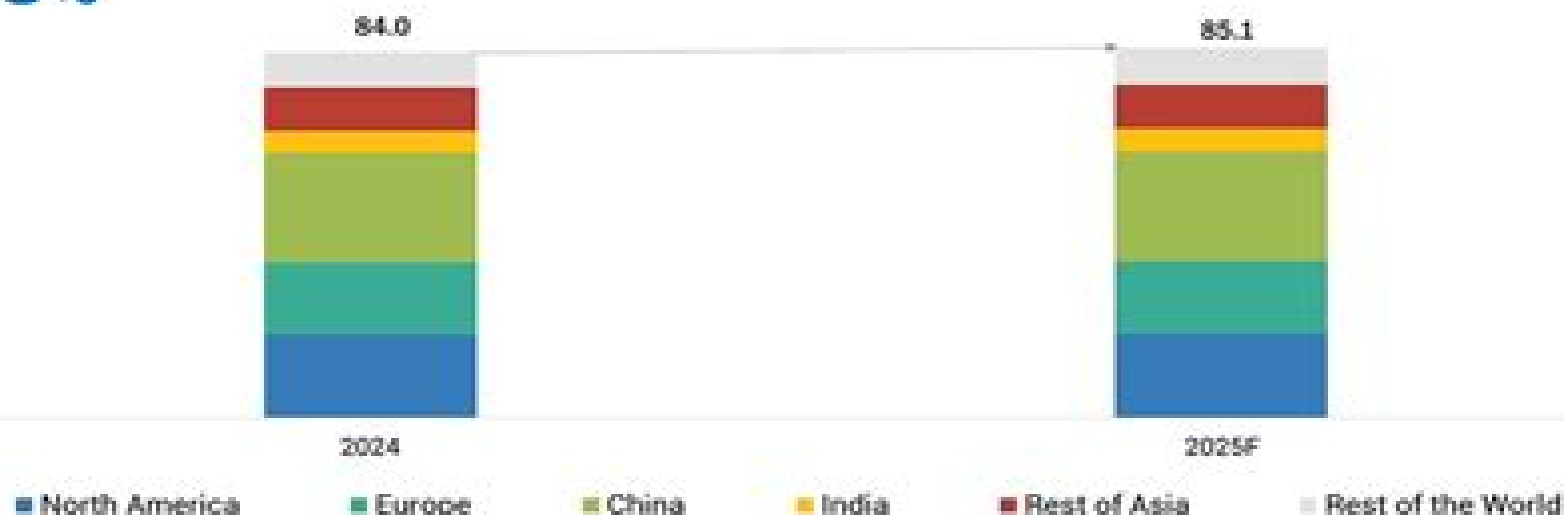 84.0 85.1
2024 2025F
North America Europe China India Rest of Asia Rest of the World